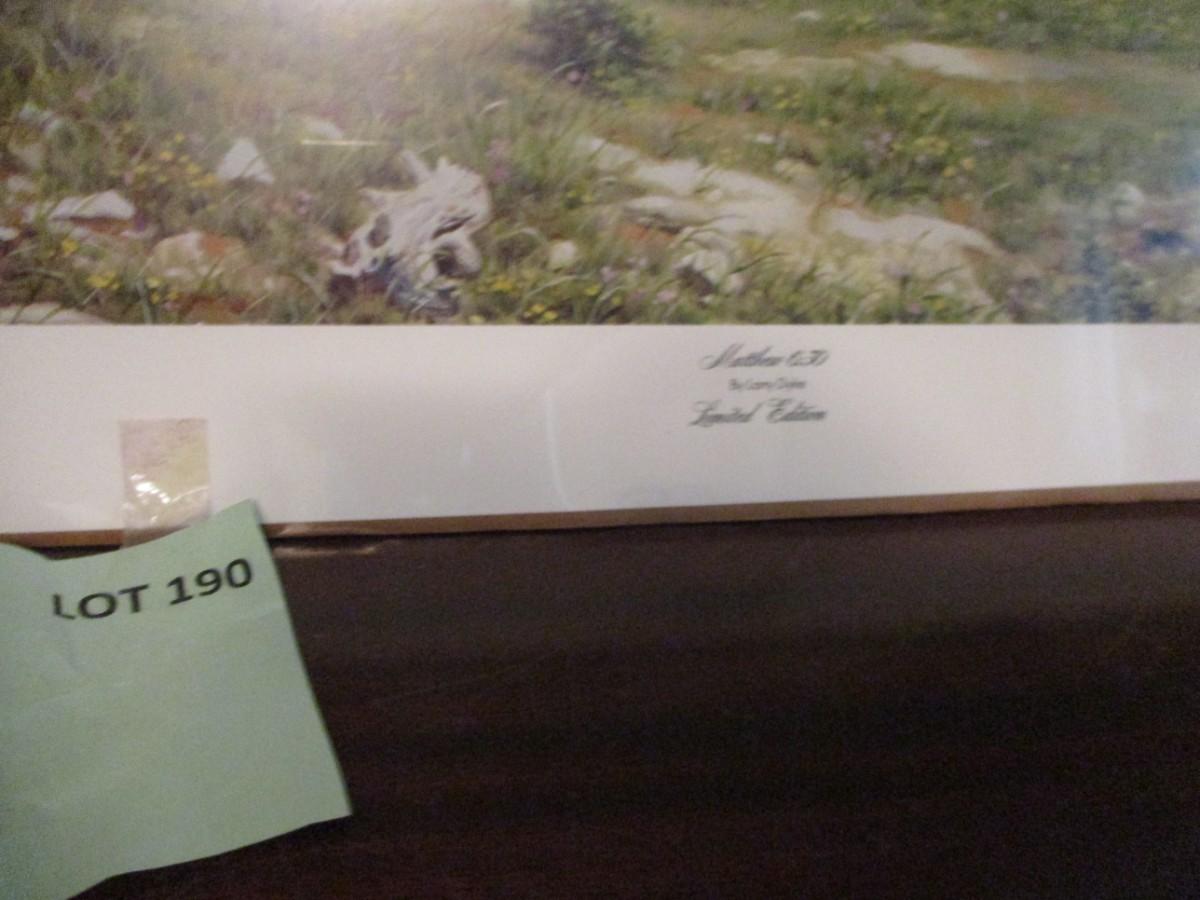 Matthew 6:30
By Larry Dyke
Limited Edition
LOT 190